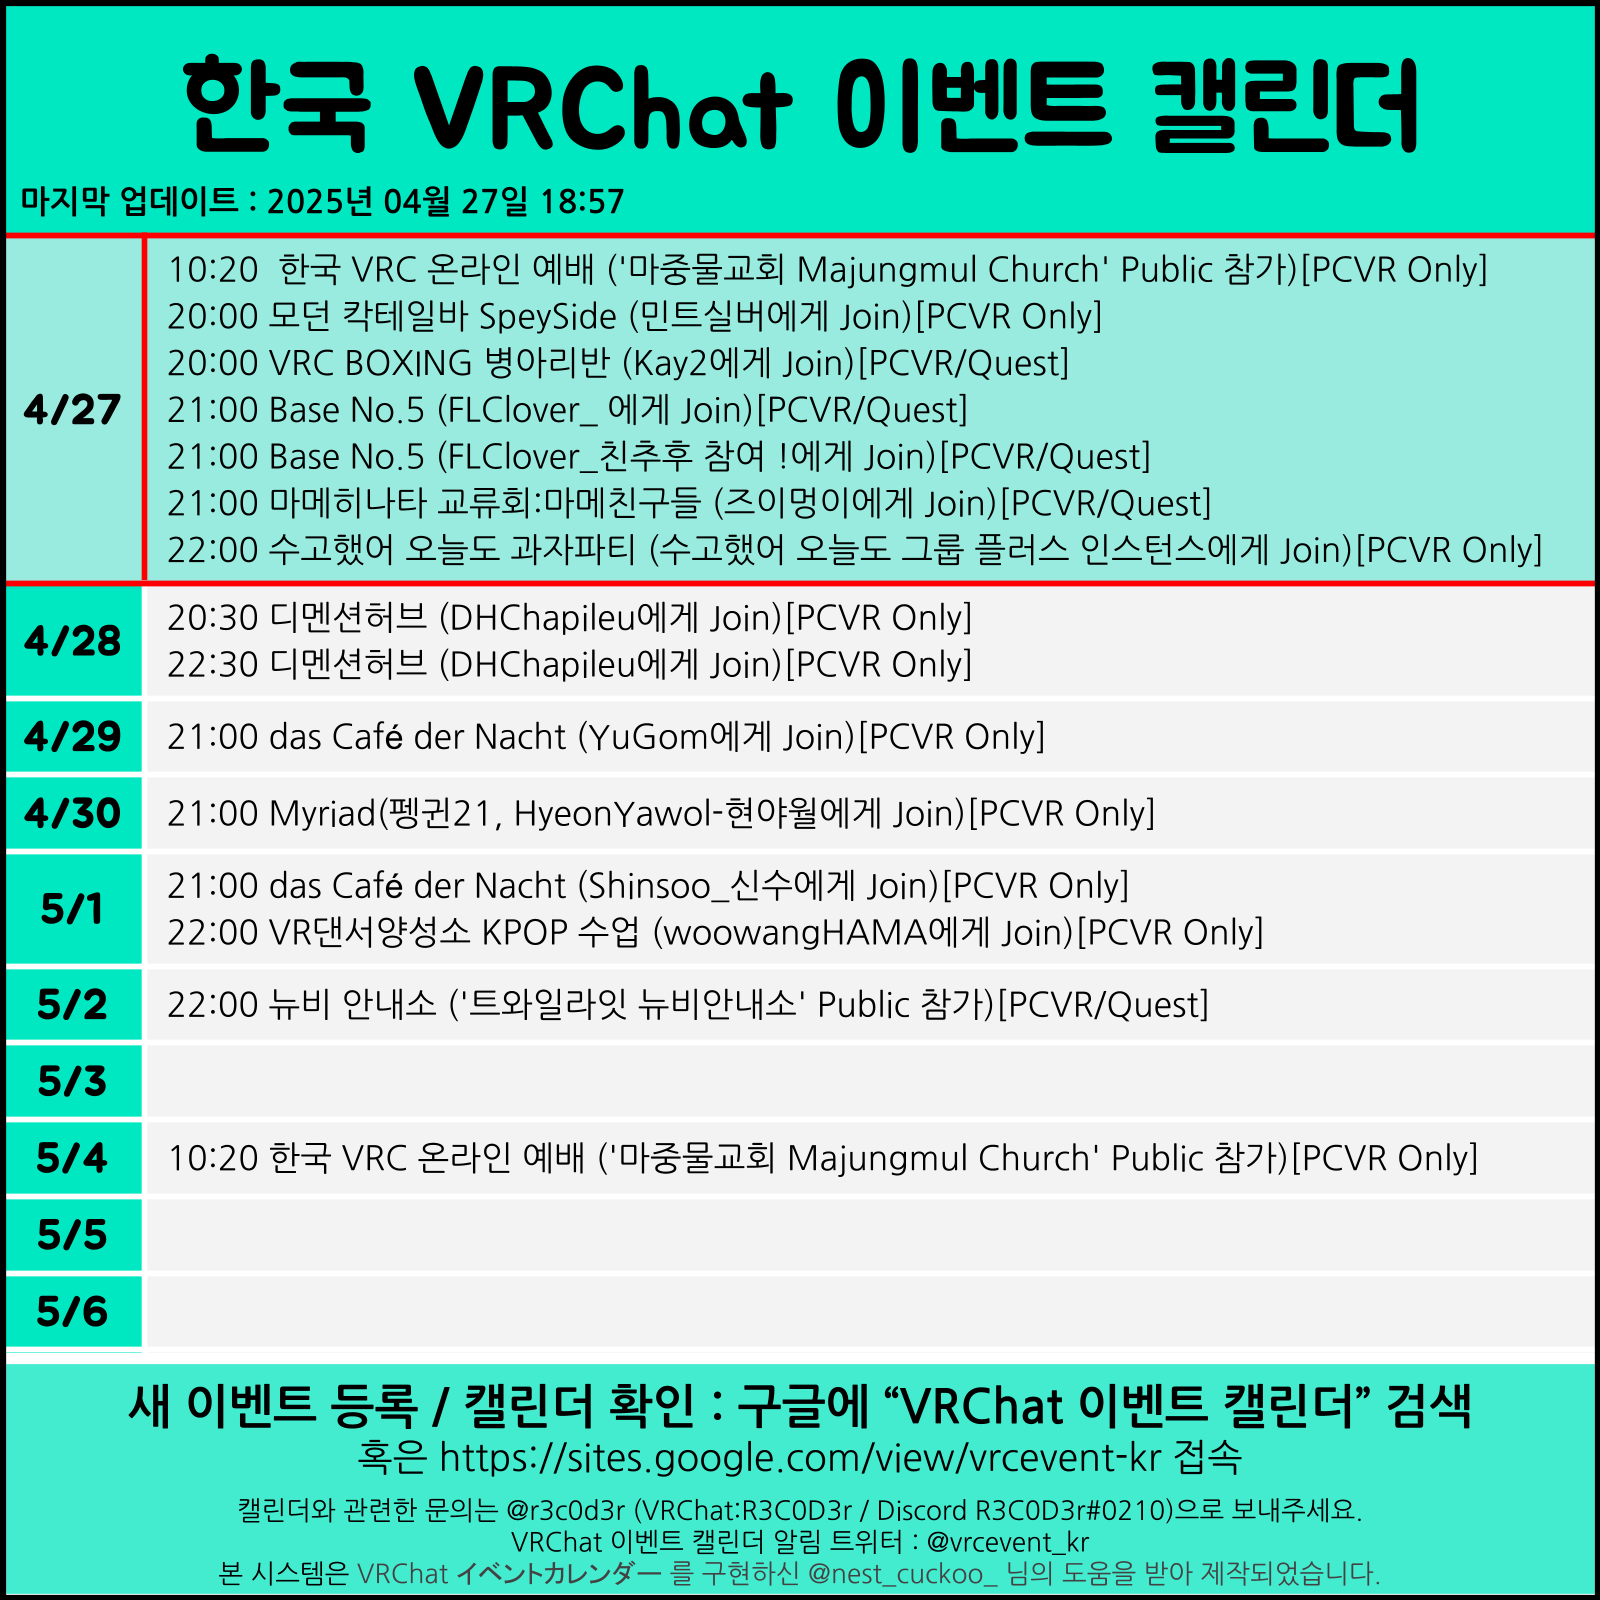 한국 VRChat 이벤트 캘린더
마지막 업데이트 : 2025년 04월 27일 18:57
4/27
10:20 한국 VRC 온라인 예배 ('마중물교회 Majungmul Church' Public 참가)[PCVR Only]
20:00 모던 칵테일바 SpeySide (민트실버에게 Join)[PCVR Only]
20:00 VRC BOXING 병아리반 (Kay2에게 Join)[PCVR/Quest]
21:00 Base No.5 (FLClover_ 에게 Join)[PCVR/Quest]
21:00 Base No.5 (FLClover_친추후 참여 !에게 Join)[PCVR/Quest]
21:00 마메히나타 교류회:마메친구들 (즈이멍이에게 Join)[PCVR/Quest]
22:00 수고했어 오늘도 과자파티 (수고했어 오늘도 그룹 플러스 인스턴스에게 Join)[PCVR Only]
4/28
20:30 디멘션허브 (DHChapileu에게 Join)[PCVR Only]
22:30 디멘션허브 (DHChapileu에게 Join)[PCVR Only]
4/29
21:00 das Café der Nacht (YuGom에게 Join)[PCVR Only]
4/30
21:00 Myriad(펭귄21, HyeonYawol-현야월에게 Join)[PCVR Only]
5/1
21:00 das Café der Nacht (Shinsoo_신수에게 Join)[PCVR Only]
22:00 VR댄서양성소 KPOP 수업 (woowangHAMA에게 Join)[PCVR Only]
5/2
22:00 뉴비 안내소 ('트와일라잇 뉴비안내소' Public 참가)[PCVR/Quest]
5/3
5/4
10:20 한국 VRC 온라인 예배 ('마중물교회 Majungmul Church' Public 참가)[PCVR Only]
5/5
5/6
새 이벤트 등록 / 캘린더 확인 : 구글에 “VRChat 이벤트 캘린더” 검색
혹은 https://sites.google.com/view/vrcevent-kr 접속
캘린더와 관련한 문의는 @r3c0d3r (VRChat:R3C0D3r / Discord R3C0D3r#0210)으로 보내주세요.
VRChat 이벤트 캘린더 알림 트위터 : @vrcevent_kr
본 시스템은 VRChat イベントカレンダー 를 구현하신 @nest_cuckoo_ 님의 도움을 받아 제작되었습니다.